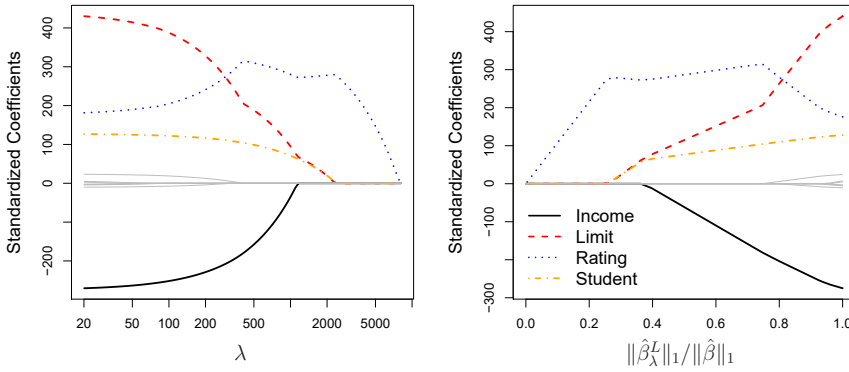 Standardized Coefficients
400
300
200
100
0
−200
20 50 100 200 500 2000 5000
λ
Standardized Coefficients
400
300
200
100
0
−100
−300
Income
Limit
Rating
Student
0.0 0.2 0.4 0.6 0.8 1.0
‖β̂_λ^L‖₁/‖β̂‖₁